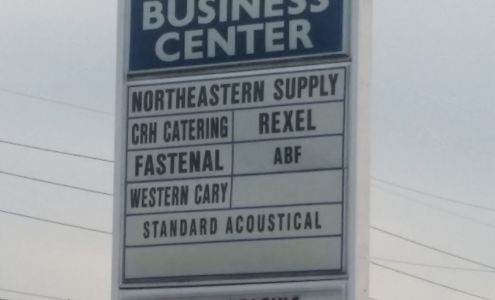 BUSINESS
CENTER
NORTHEASTERN SUPPLY
CRH CATERING REXEL
FASTENAL ABF
WESTERN CARY
STANDARD ACOUSTICAL